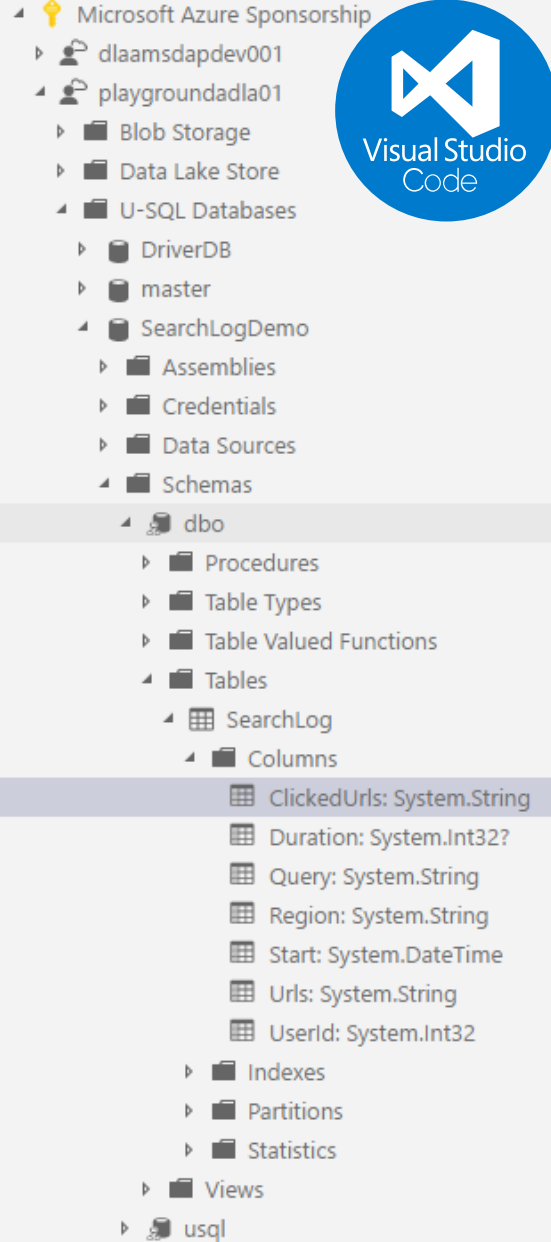 Microsoft Azure Sponsorship
dlaamsdapdev001
playgroundadla01
Blob Storage
Visual Studio
Code
Data Lake Store
U-SQL Databases
DriverDB
master
SearchLogDemo
Assemblies
Credentials
Data Sources
Schemas
dbo
Procedures
Table Types
Table Valued Functions
Tables
SearchLog
Columns
ClickedUrls: System.String
Duration: System.Int32?
Query: System.String
Region: System.String
Start: System.DateTime
Urls: System.String
UserId: System.Int32
Indexes
Partitions
Statistics
Views
usql